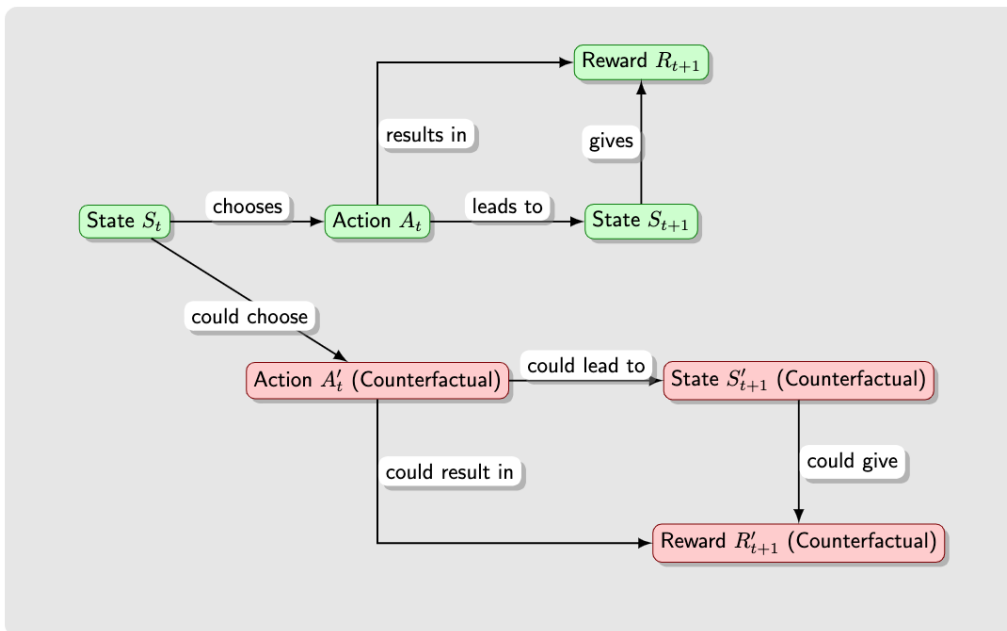 Reward R_{t+1}
results in
gives
State S_t
chooses
Action A_t
leads to
State S_{t+1}
could choose
Action A'_t (Counterfactual)
could lead to
State S'_{t+1} (Counterfactual)
could result in
could give
Reward R'_{t+1} (Counterfactual)